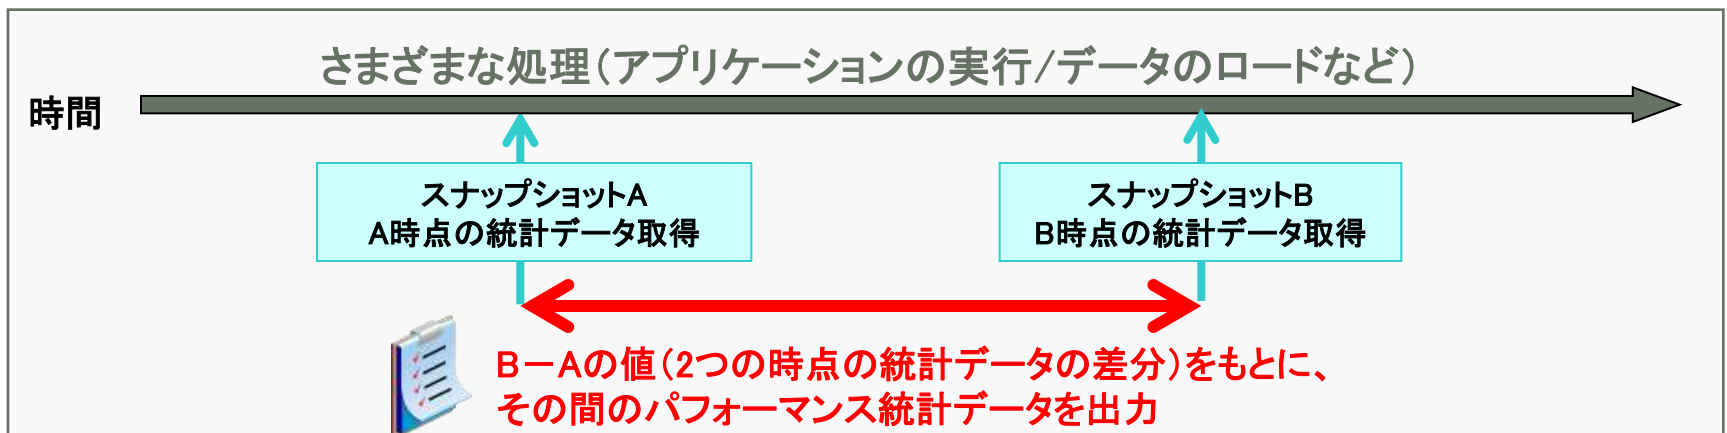 さまざまな処理(アプリケーションの実行/データのロードなど)
時間
スナップショットA
A時点の統計データ取得
スナップショットB
B時点の統計データ取得
B-Aの値(2つの時点の統計データの差分)をもとに、
その間のパフォーマンス統計データを出力